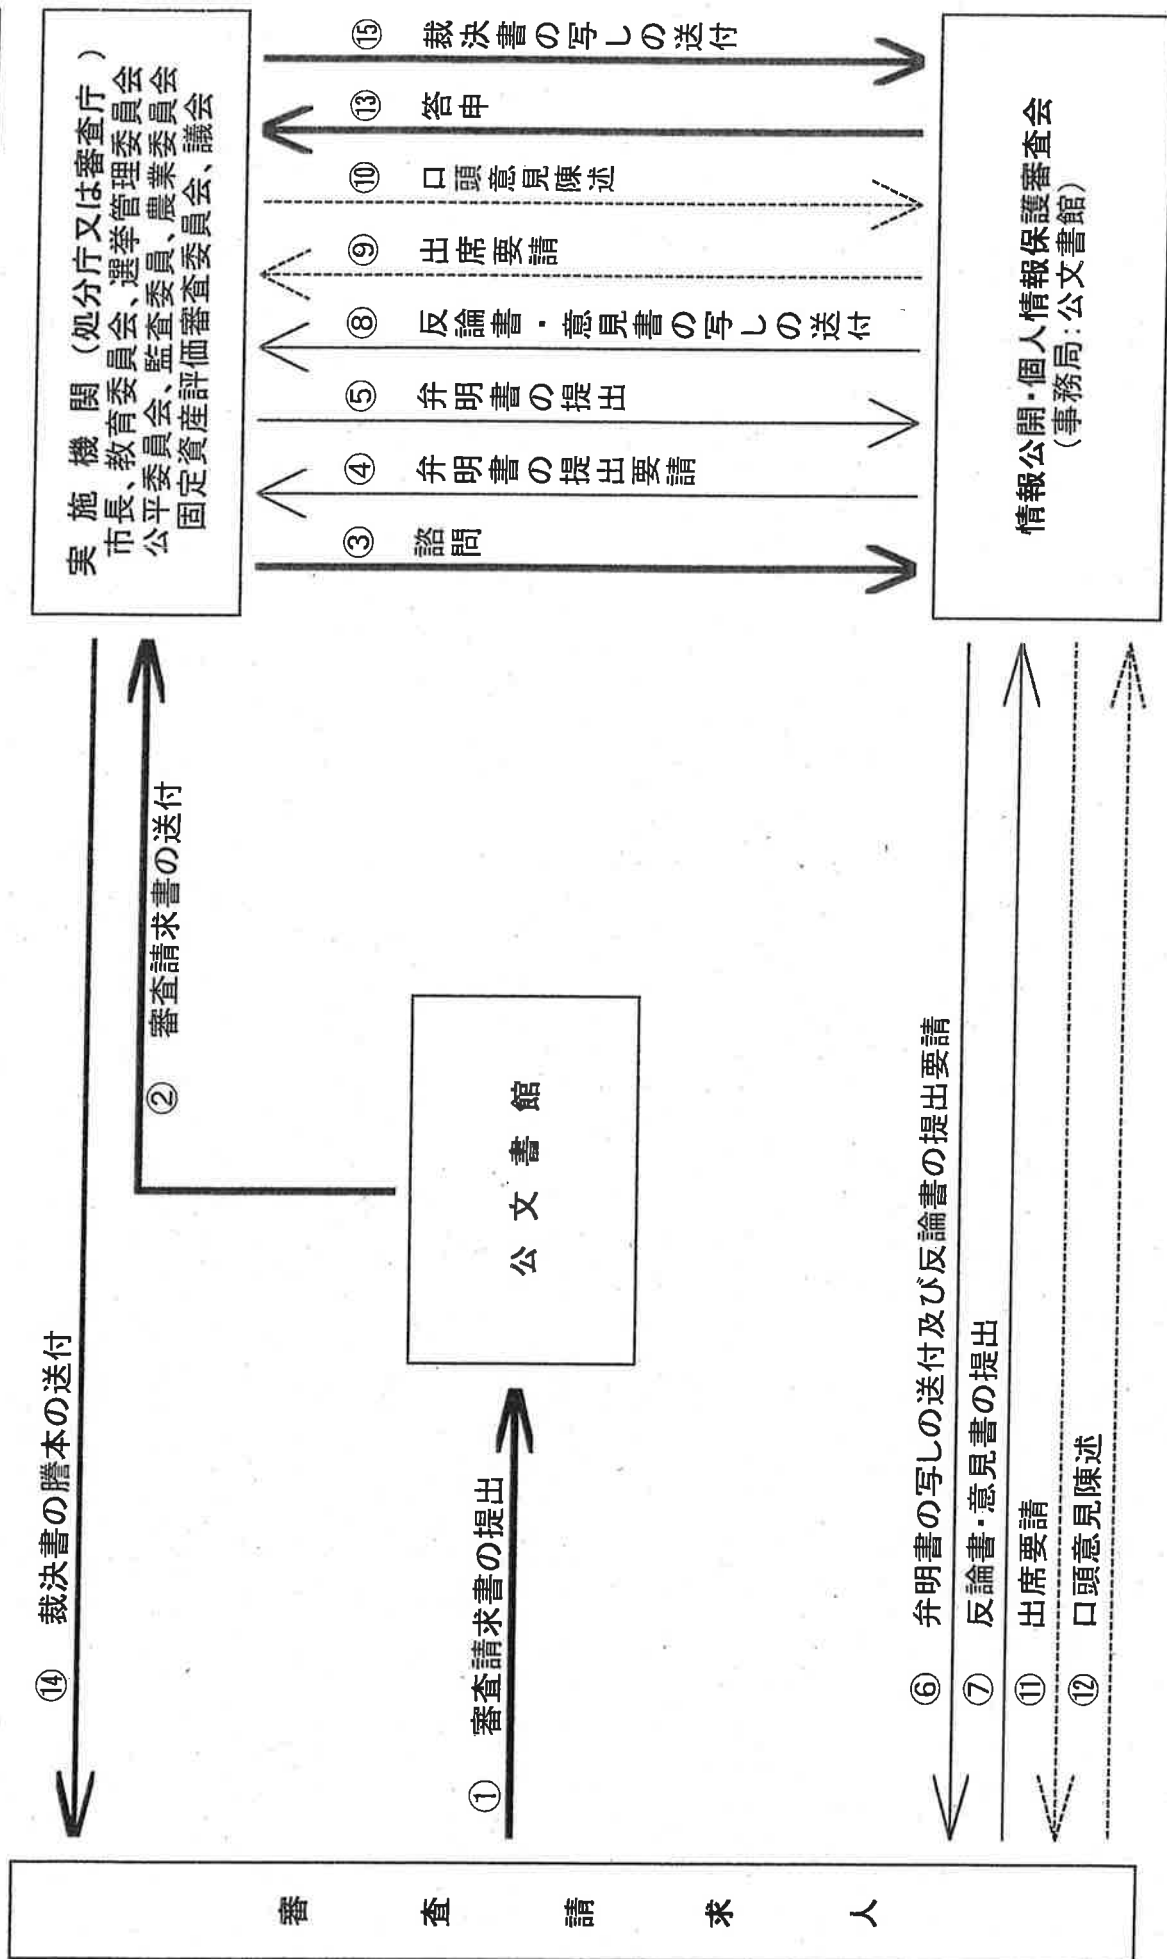 審査請求人
⑭ 裁決書の謄本の送付
① 審査請求書の提出
② 審査請求書の送付
公文書館
⑥ 弁明書の写しの送付及び反論書の提出要請
⑦ 反論書・意見書の提出
⑪ 出席要請
⑫ 口頭意見陳述
実施機関(処分庁又は審査庁)
市長、教育委員会、選挙管理委員会
公平委員会、監査委員、農業委員会
固定資産評価審査委員会、議会
③ 諮問
④ 弁明書の提出要請
⑤ 弁明書の提出
⑧ 反論書・意見書の写しの送付
⑨ 出席要請
⑩ 口頭意見陳述
⑬ 答申
⑮ 裁決書の写しの送付
情報公開・個人情報保護審査会
(事務局:公文書館)